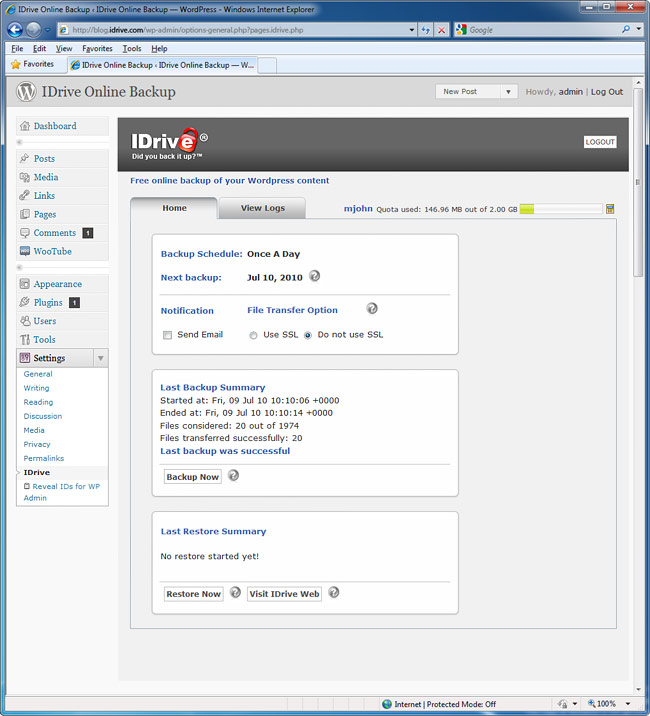 IDrive Online Backup ‹ IDrive Online Backup — WordPress - Windows Internet Explorer
http://blog.idrive.com/wp-admin/options-general.php?pages.idrive.php
Google
File Edit View Favorites Tools Help
Favorites IDrive Online Backup ‹ IDrive Online Backup — W...
IDrive Online Backup
New Post
Howdy, admin | Log Out
Dashboard
Posts
Media
Links
Pages
Comments 1
WooTube
Appearance
Plugins 1
Users
Tools
Settings
General
Writing
Reading
Discussion
Media
Privacy
Permalinks
IDrive
Reveal IDs for WP
Admin
IDrive®
Did you back it up?™
LOGOUT
Free online backup of your Wordpress content
Home
View Logs
mjohn Quota used: 146.96 MB out of 2.00 GB
Backup Schedule: Once A Day
Next backup: Jul 10, 2010 ?
Notification File Transfer Option ?
Send Email Use SSL Do not use SSL
Last Backup Summary
Started at: Fri, 09 Jul 10 10:10:06 +0000
Ended at: Fri, 09 Jul 10 10:10:14 +0000
Files considered: 20 out of 1974
Files transferred successfully: 20
Last backup was successful
Backup Now ?
Last Restore Summary
No restore started yet!
Restore Now ? Visit IDrive Web ?
Internet | Protected Mode: Off
100%